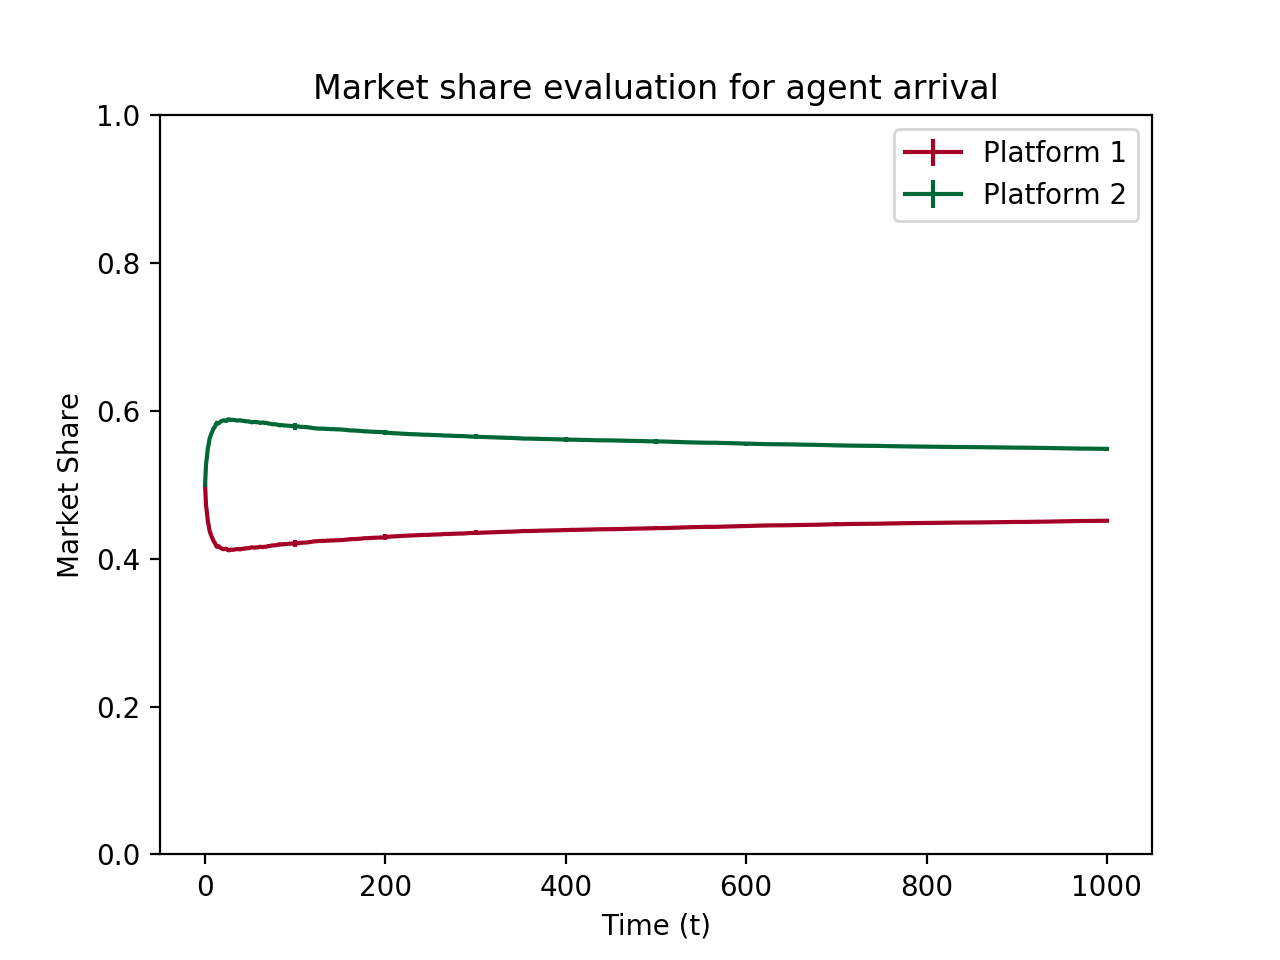 Market share evaluation for agent arrival
Platform 1
Platform 2
Market Share
1.0
0.8
0.6
0.4
0.2
0.0
0 200 400 600 800 1000
Time (t)